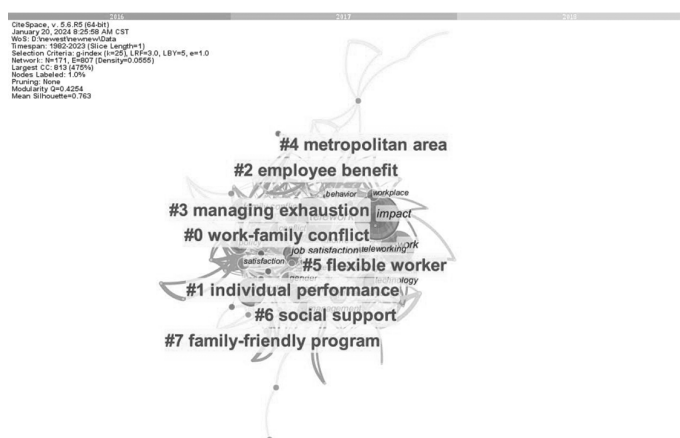 2016 2017 2018
CiteSpace, v. 5.6.R5 (64-bit)
January 20, 2024 8:25:58 AM CST
WoS: D:\newest\newnew\Data
Timespan: 1982-2023 (Slice Length=1)
Selection Criteria: g-index (k=25), LRF=3.0, LBY=5, e=1.0
Network: N=171, E=807 (Density=0.0555)
Largest CC: 813 (475%)
Nodes Labeled: 1.0%
Pruning: None
Modularity Q=0.4254
Mean Silhouette=0.763
#4 metropolitan area
#2 employee benefit
behavior workplace
#3 managing exhaustion impact
#0 work-family conflict
job satisfaction teleworking
satisfaction #5 flexible worker
#1 individual performance
#6 social support
#7 family-friendly program